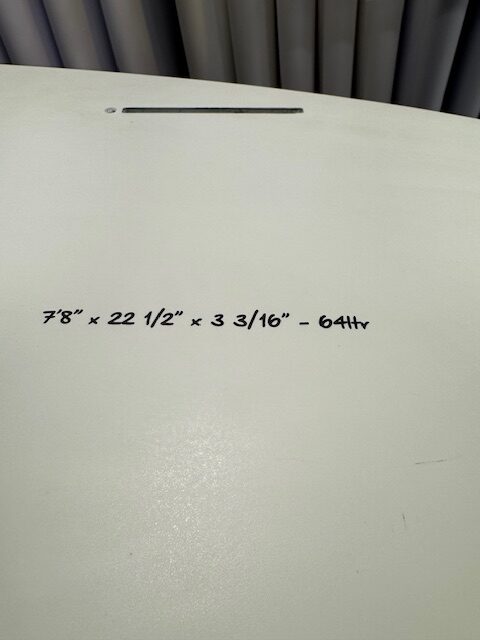 7'8" x 22 1/2" x 3 3/16" - 64ltr